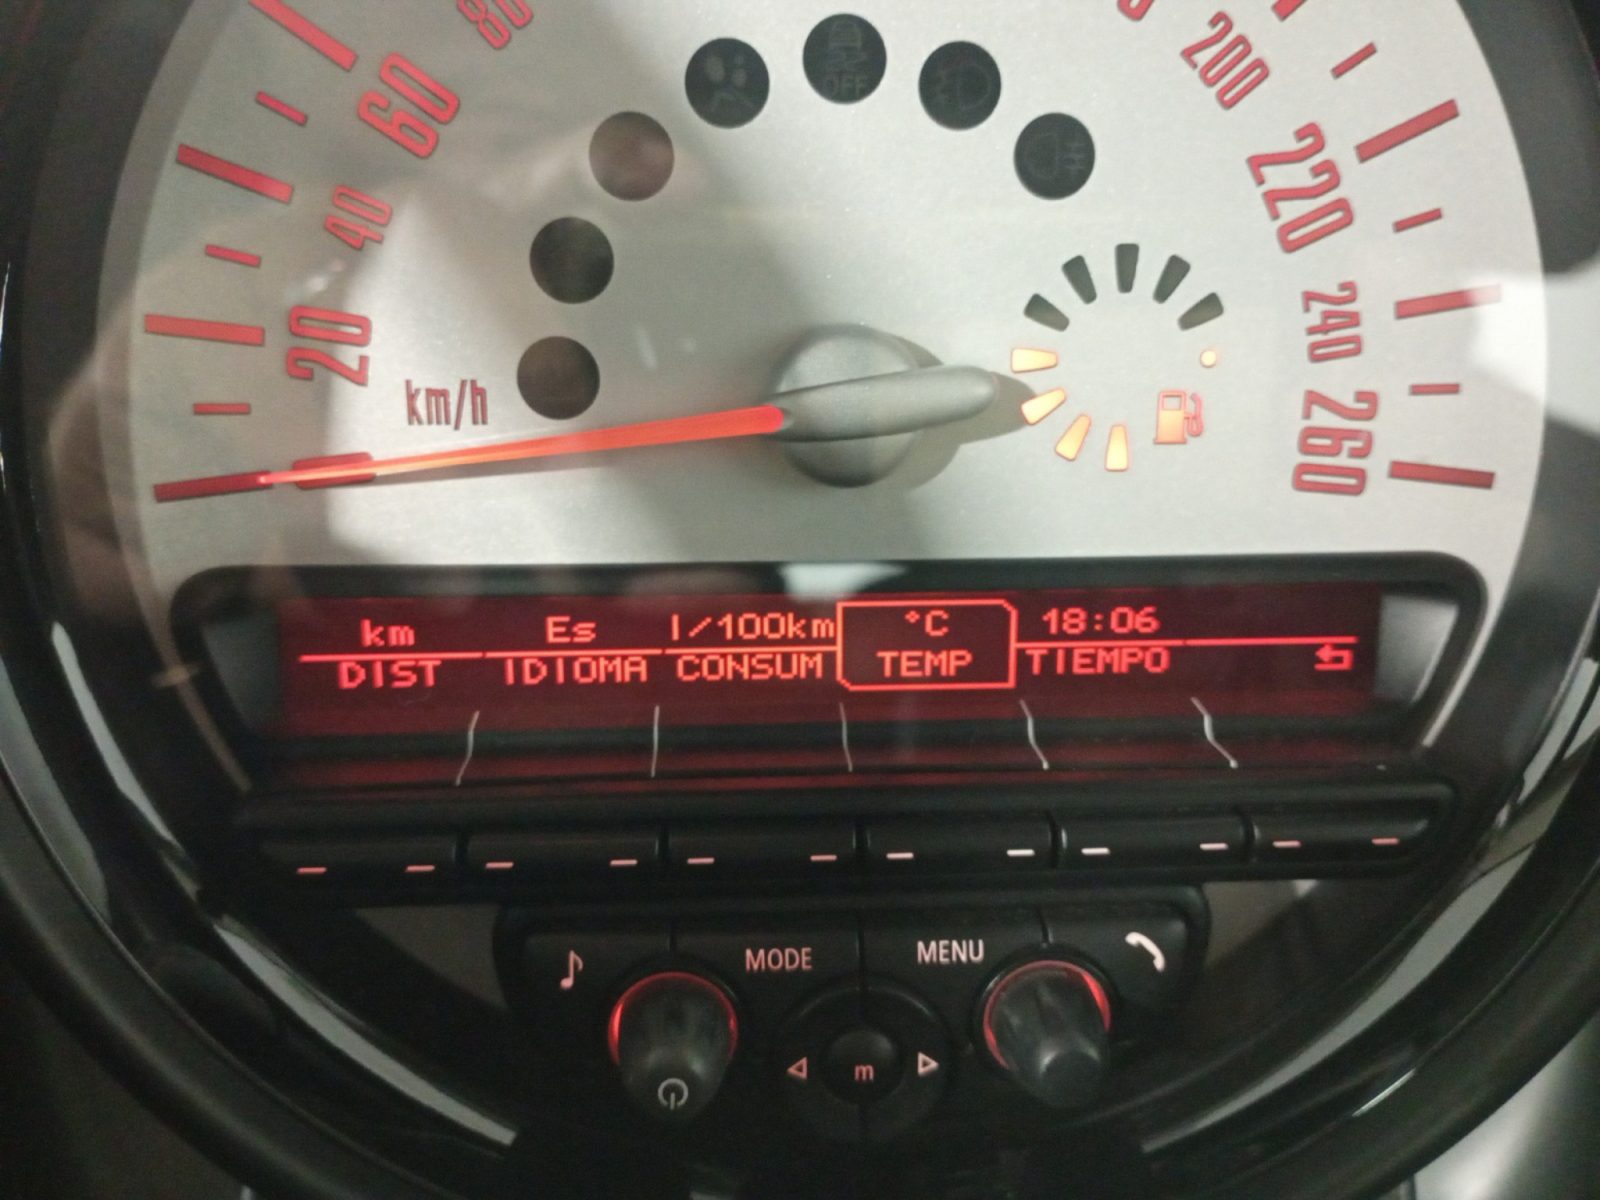 80
200
60
OFF
220
40
20
240
km/h
260
km Es l/100km °C 18:06
DIST IDIOMA CONSUM TEMP TIEMPO
MODE MENU
m